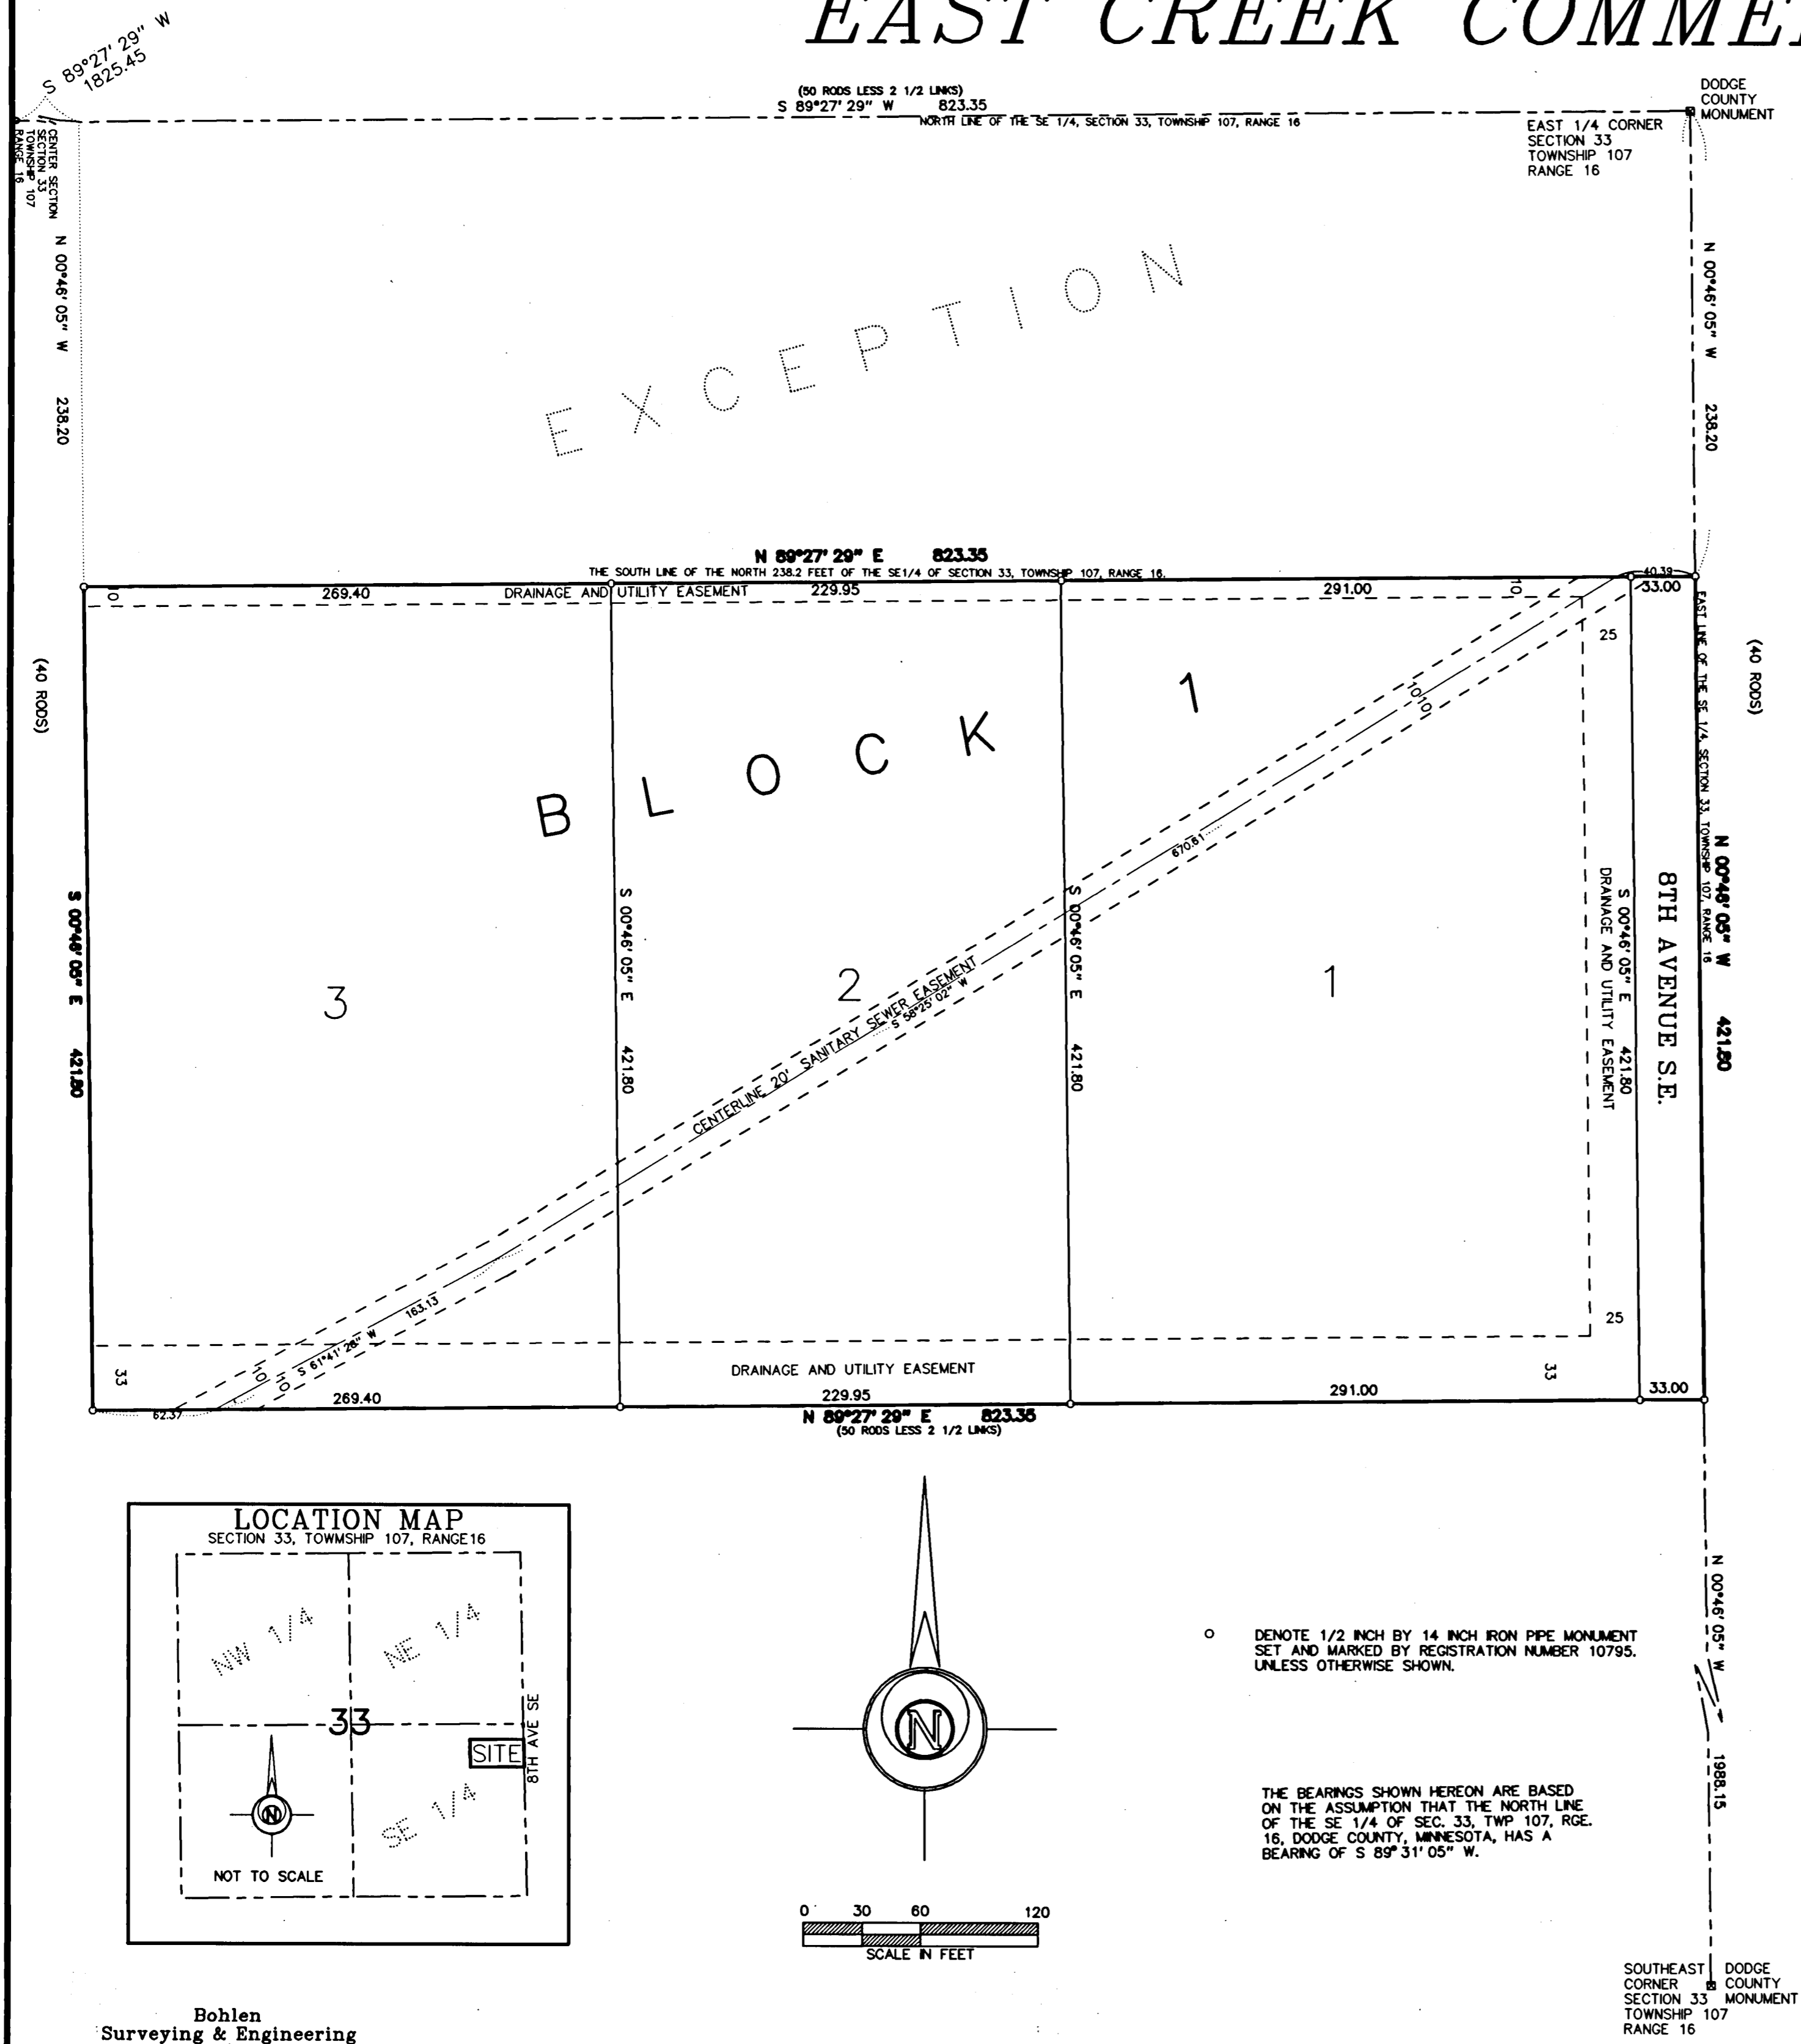 EAST CREEK
S 89°27' 29" W
1825.45
(50 RODS LESS 2 1/2 LINKS)
S 89°27' 29" W 823.35
NORTH LINE OF THE SE 1/4, SECTION 33, TOWNSHIP 107, RANGE 16
DODGE
COUNTY
MONUMENT
EAST 1/4 CORNER
SECTION 33
TOWNSHIP 107
RANGE 16
CENTER SECTION
SECTION 33
TOWNSHIP 107
RANGE 16
N 00°46' 05" W 238.20
N 00°46' 05" W 238.20
EXCEPTION
N 89°27' 29" E 823.35
THE SOUTH LINE OF THE NORTH 238.2 FEET OF THE SE1/4 OF SECTION 33, TOWNSHIP 107, RANGE 16.
40.39
10
269.40
DRAINAGE AND UTILITY EASEMENT
229.95
291.00
10
33.00
25
(40 RODS)
(40 RODS)
EAST LINE OF THE SE 1/4, SECTION 33, TOWNSHIP 107, RANGE 16
BLOCK 1
10
10
670.61
S 00°46' 05" E 421.80
S 00°46' 05" E 421.80
S 00°46' 05" E 421.80
S 00°46' 05" E 421.80
DRAINAGE AND UTILITY EASEMENT
8TH AVENUE S.E.
N 00°46' 05" W 421.80
3
2
1
CENTERLINE 20' SANITARY SEWER EASEMENT
S 58°25' 02" W
163.13
S 61°41' 28" W
10
10
25
33
DRAINAGE AND UTILITY EASEMENT
33
62.37
269.40
229.95
291.00
33.00
N 89°27' 29" E 823.35
(50 RODS LESS 2 1/2 LINKS)
LOCATION MAP
SECTION 33, TOWMSHIP 107, RANGE16
NW 1/4
NE 1/4
33
SITE
8TH AVE SE
SE 1/4
N
NOT TO SCALE
N
0 30 60 120
SCALE IN FEET
DENOTE 1/2 INCH BY 14 INCH IRON PIPE MONUMENT
SET AND MARKED BY REGISTRATION NUMBER 10795.
UNLESS OTHERWISE SHOWN.
THE BEARINGS SHOWN HEREON ARE BASED
ON THE ASSUMPTION THAT THE NORTH LINE
OF THE SE 1/4 OF SEC. 33, TWP 107, RGE.
16, DODGE COUNTY, MINNESOTA, HAS A
BEARING OF S 89°31' 05" W.
N 00°46' 05" W 1988.15
SOUTHEAST
CORNER
SECTION 33
TOWNSHIP 107
RANGE 16
DODGE
COUNTY
MONUMENT
Bohlen
Surveying & Engineering